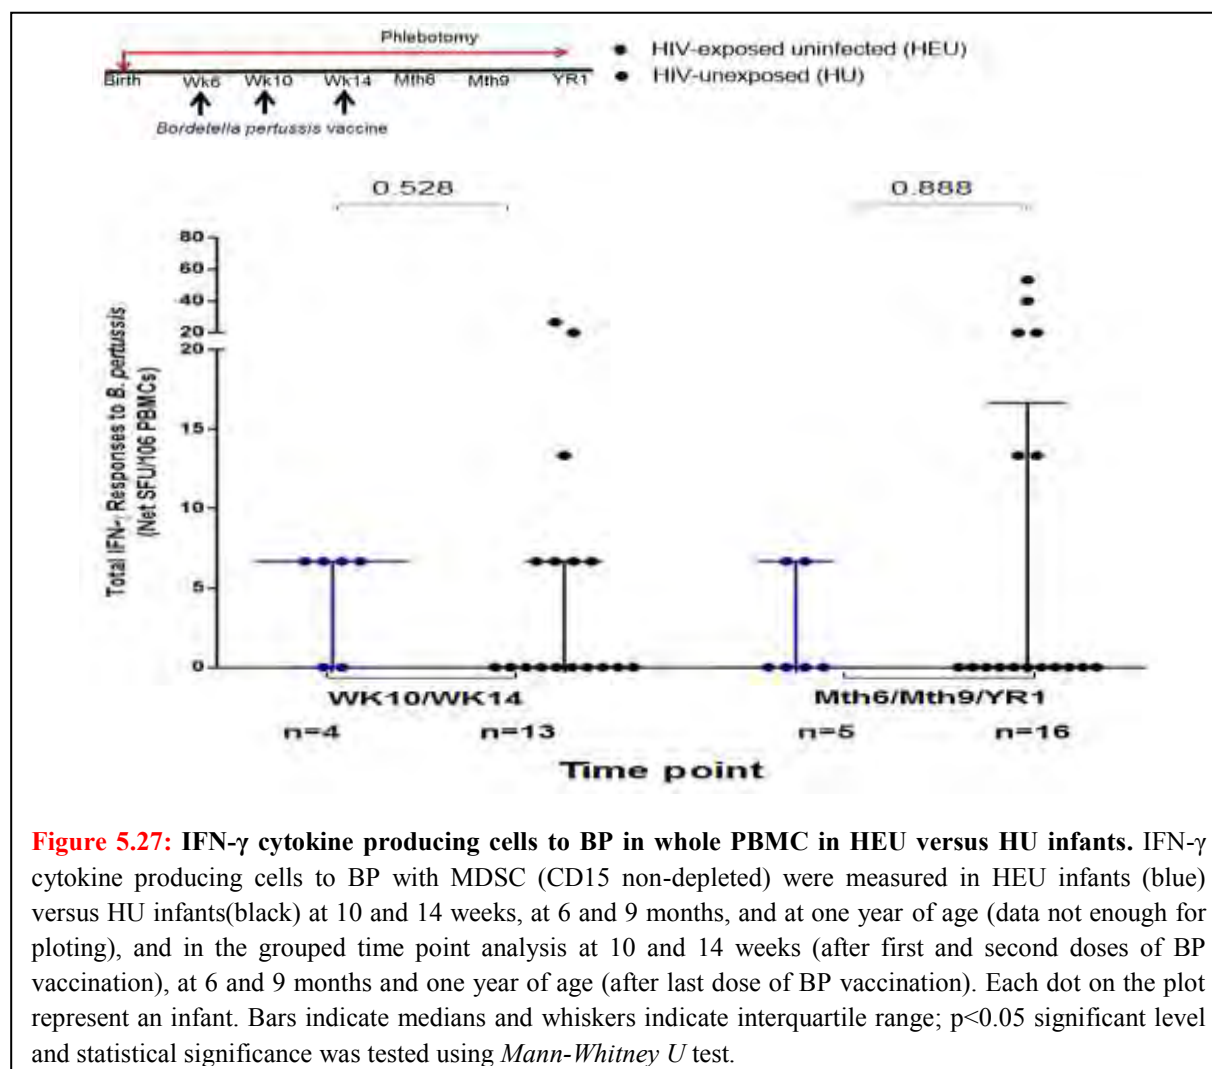 Phlebotomy
HIV-exposed uninfected (HEU)
HIV-unexposed (HU)
Birth Wk6 Wk10 Wk14 Mth6 Mth9 YR1
Bordetella pertussis vaccine
0.528 0.888
80
60
40
20
20
15
10
5
0
Total IFN-γ Responses to B. pertussis
(Net SFU/106 PBMCs)
WK10/WK14 Mth6/Mth9/YR1
n=4 n=13 n=5 n=16
Time point
Figure 5.27: IFN-γ cytokine producing cells to BP in whole PBMC in HEU versus HU infants. IFN-γ
cytokine producing cells to BP with MDSC (CD15 non-depleted) were measured in HEU infants (blue)
versus HU infants(black) at 10 and 14 weeks, at 6 and 9 months, and at one year of age (data not enough for
ploting), and in the grouped time point analysis at 10 and 14 weeks (after first and second doses of BP
vaccination), at 6 and 9 months and one year of age (after last dose of BP vaccination). Each dot on the plot
represent an infant. Bars indicate medians and whiskers indicate interquartile range; p<0.05 significant level
and statistical significance was tested using Mann-Whitney U test.